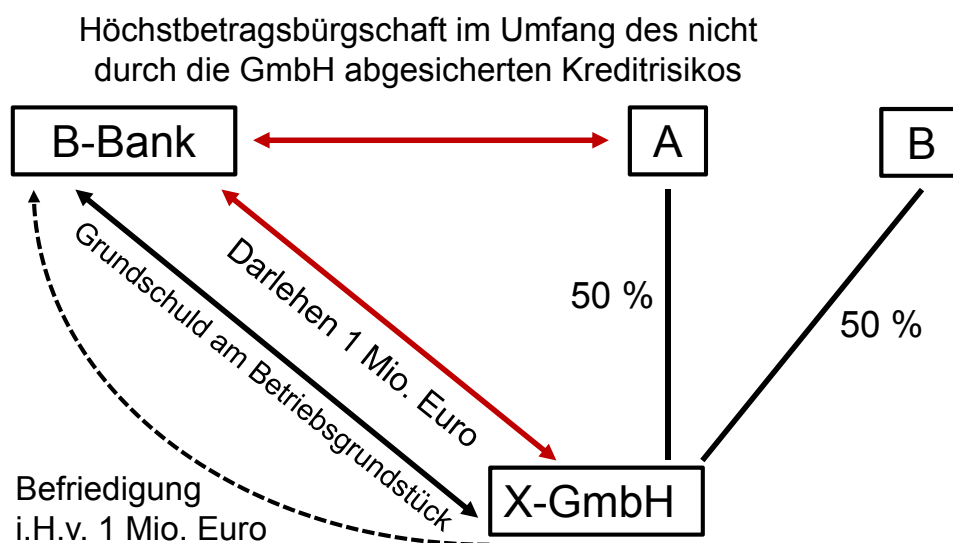 Höchstbetragsbürgschaft im Umfang des nicht
durch die GmbH abgesicherten Kreditrisikos
B-Bank
A
B
Grundschuld am Betriebsgrundstück
Darlehen 1 Mio. Euro
50 %
50 %
X-GmbH
Befriedigung
i.H.v. 1 Mio. Euro